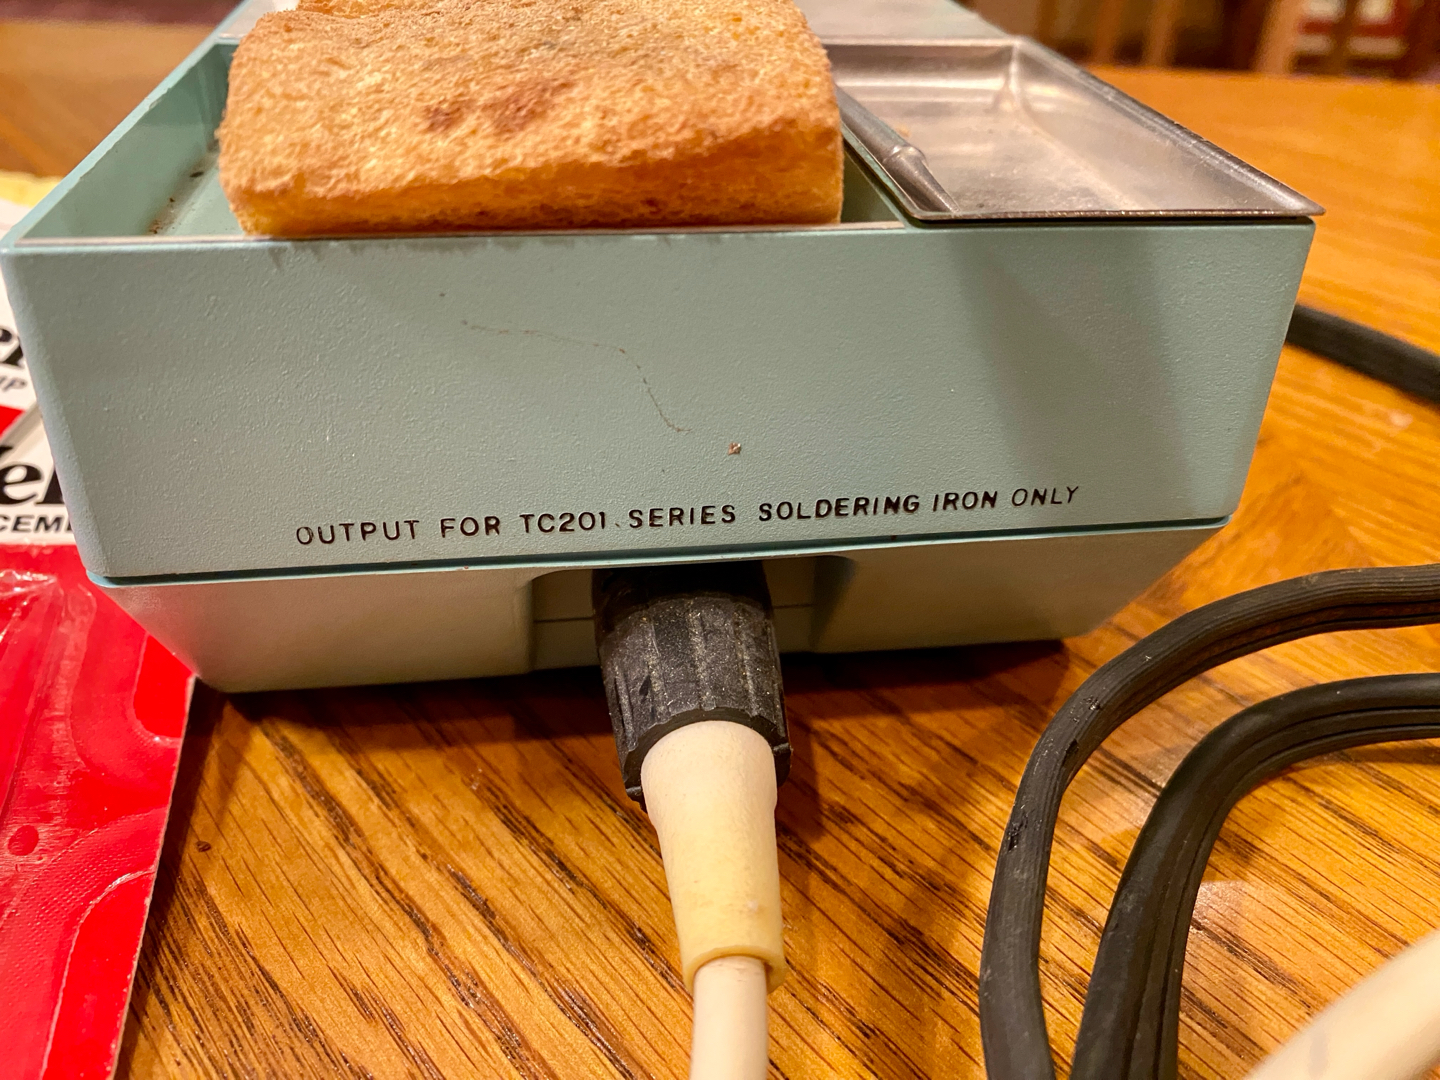 OUTPUT FOR TC201 SERIES SOLDERING IRON ONLY